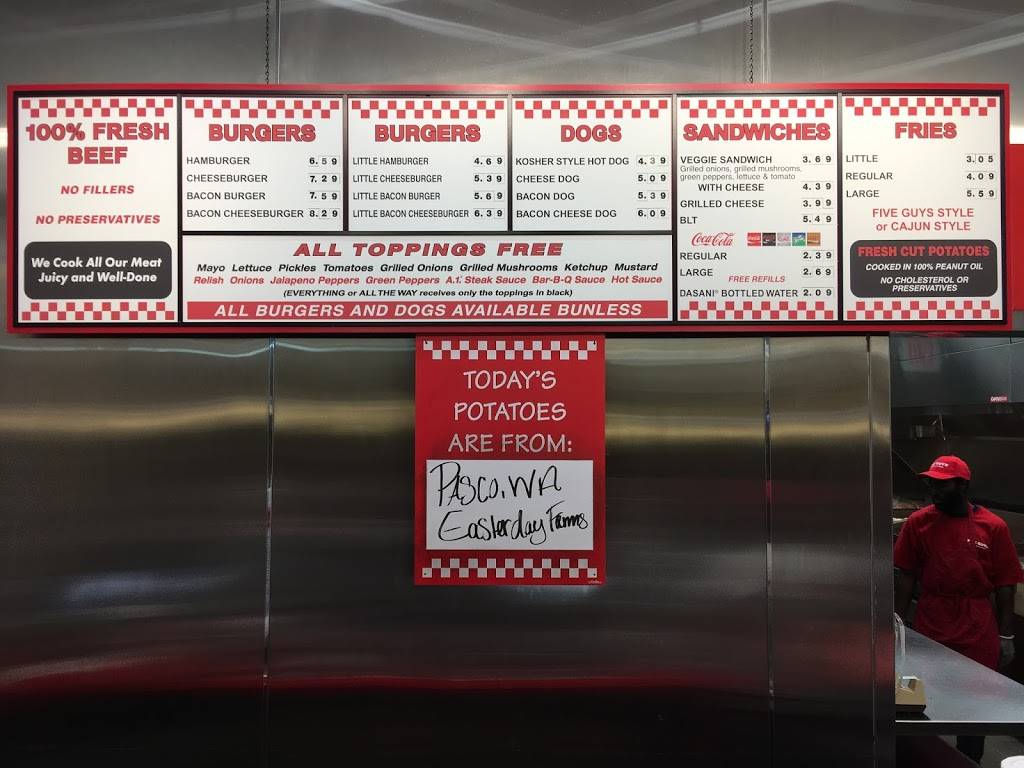 100% FRESH
BEEF
NO FILLERS
NO PRESERVATIVES
We Cook All Our Meat
Juicy and Well-Done
BURGERS
HAMBURGER 6.59
CHEESEBURGER 7.29
BACON BURGER 7.59
BACON CHEESEBURGER 8.29
BURGERS
LITTLE HAMBURGER 4.69
LITTLE CHEESEBURGER 5.39
LITTLE BACON BURGER 5.69
LITTLE BACON CHEESEBURGER 6.39
DOGS
KOSHER STYLE HOT DOG 4.39
CHEESE DOG 5.09
BACON DOG 5.39
BACON CHEESE DOG 6.09
ALL TOPPINGS FREE
Mayo Lettuce Pickles Tomatoes Grilled Onions Grilled Mushrooms Ketchup Mustard
Relish Onions Jalapeno Peppers Green Peppers A.1. Steak Sauce Bar-B-Q Sauce Hot Sauce
(EVERYTHING or ALL THE WAY receives only the toppings in black)
ALL BURGERS AND DOGS AVAILABLE BUNLESS
SANDWICHES
VEGGIE SANDWICH 3.69
Grilled onions, grilled mushrooms,
green peppers, lettuce & tomato
WITH CHEESE 4.39
GRILLED CHEESE 3.99
BLT 5.49
Coca-Cola
REGULAR 2.39
LARGE 2.69
FREE REFILLS
DASANI® BOTTLED WATER 2.09
FRIES
LITTLE 3.05
REGULAR 4.09
LARGE 5.59
FIVE GUYS STYLE
or CAJUN STYLE
FRESH CUT POTATOES
COOKED IN 100% PEANUT OIL
NO CHOLESTEROL OR
PRESERVATIVES
TODAY'S
POTATOES
ARE FROM:
PASCO, WA
Easterday Farms